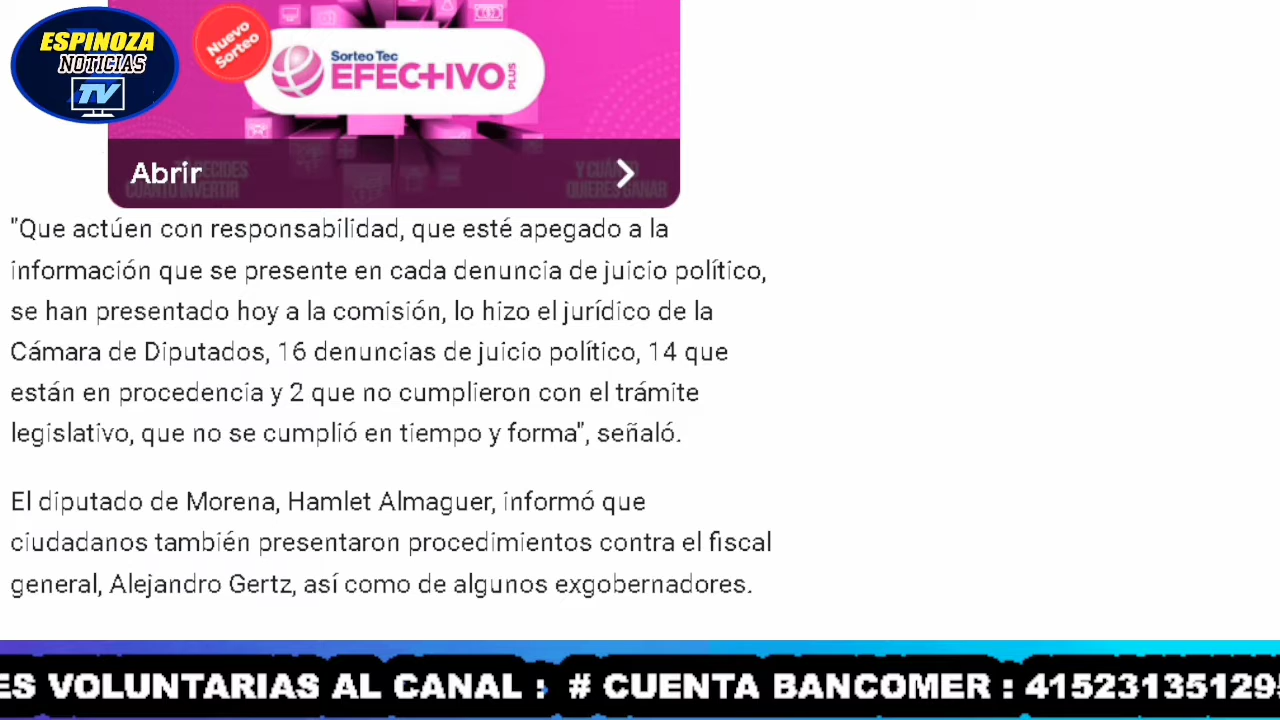 ESPINOZA
NOTICIAS
TV
Nuevo
Sorteo
Sorteo Tec
EFECTIVO PLUS
Abrir
"Que actúen con responsabilidad, que esté apegado a la
información que se presente en cada denuncia de juicio político,
se han presentado hoy a la comisión, lo hizo el jurídico de la
Cámara de Diputados, 16 denuncias de juicio político, 14 que
están en procedencia y 2 que no cumplieron con el trámite
legislativo, que no se cumplió en tiempo y forma", señaló.
El diputado de Morena, Hamlet Almaguer, informó que
ciudadanos también presentaron procedimientos contra el fiscal
general, Alejandro Gertz, así como de algunos exgobernadores.
ES VOLUNTARIAS AL CANAL : # CUENTA BANCOMER : 415231351295